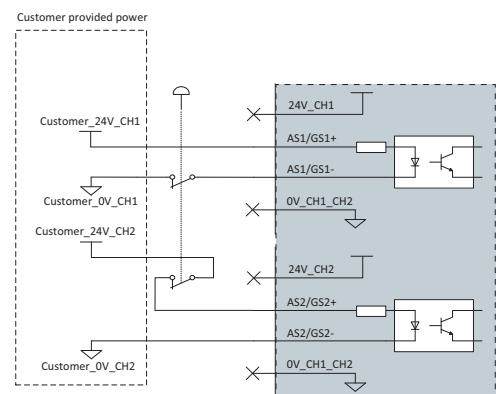 Customer provided power
24V_CH1
Customer_24V_CH1
AS1/GS1+
AS1/GS1-
Customer_0V_CH1
0V_CH1_CH2
Customer_24V_CH2
24V_CH2
AS2/GS2+
AS2/GS2-
Customer_0V_CH2
0V_CH1_CH2